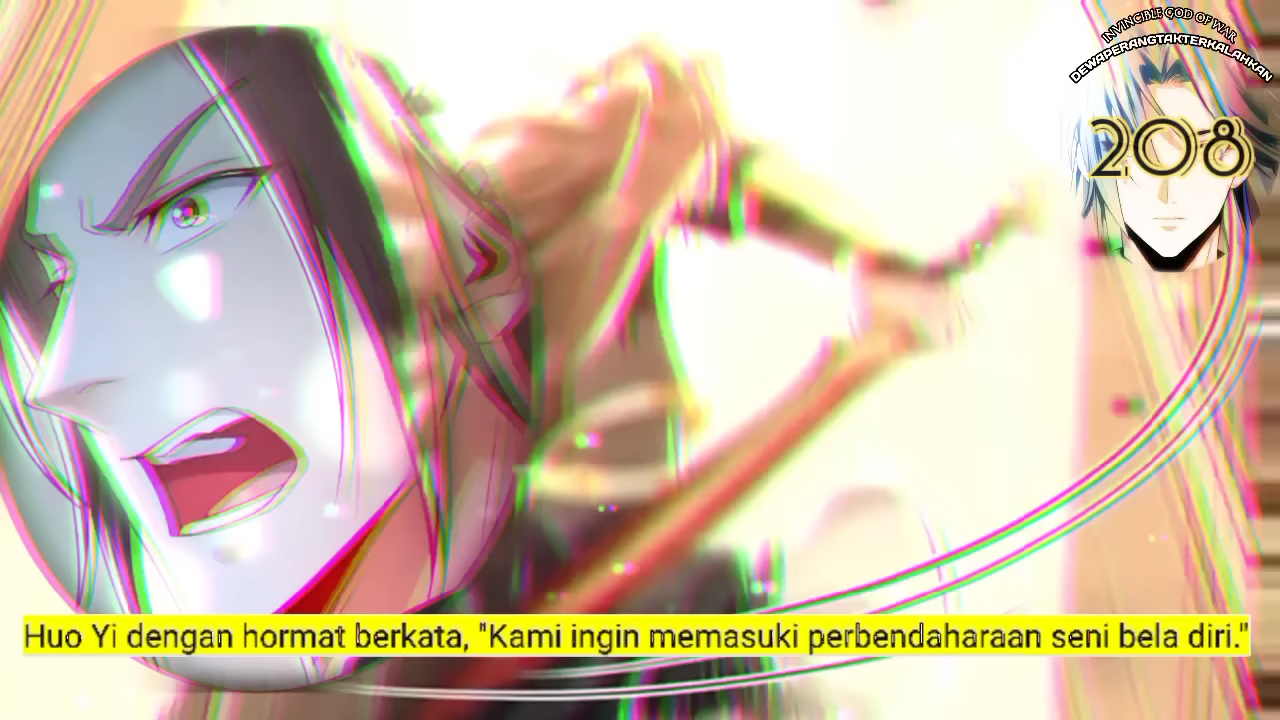 INVINCIBLE GOD OF WAR
DEWAPERANGTAKTERKALAHKAN
208
Huo Yi dengan hormat berkata, "Kami ingin memasuki perbendaharaan seni bela diri."